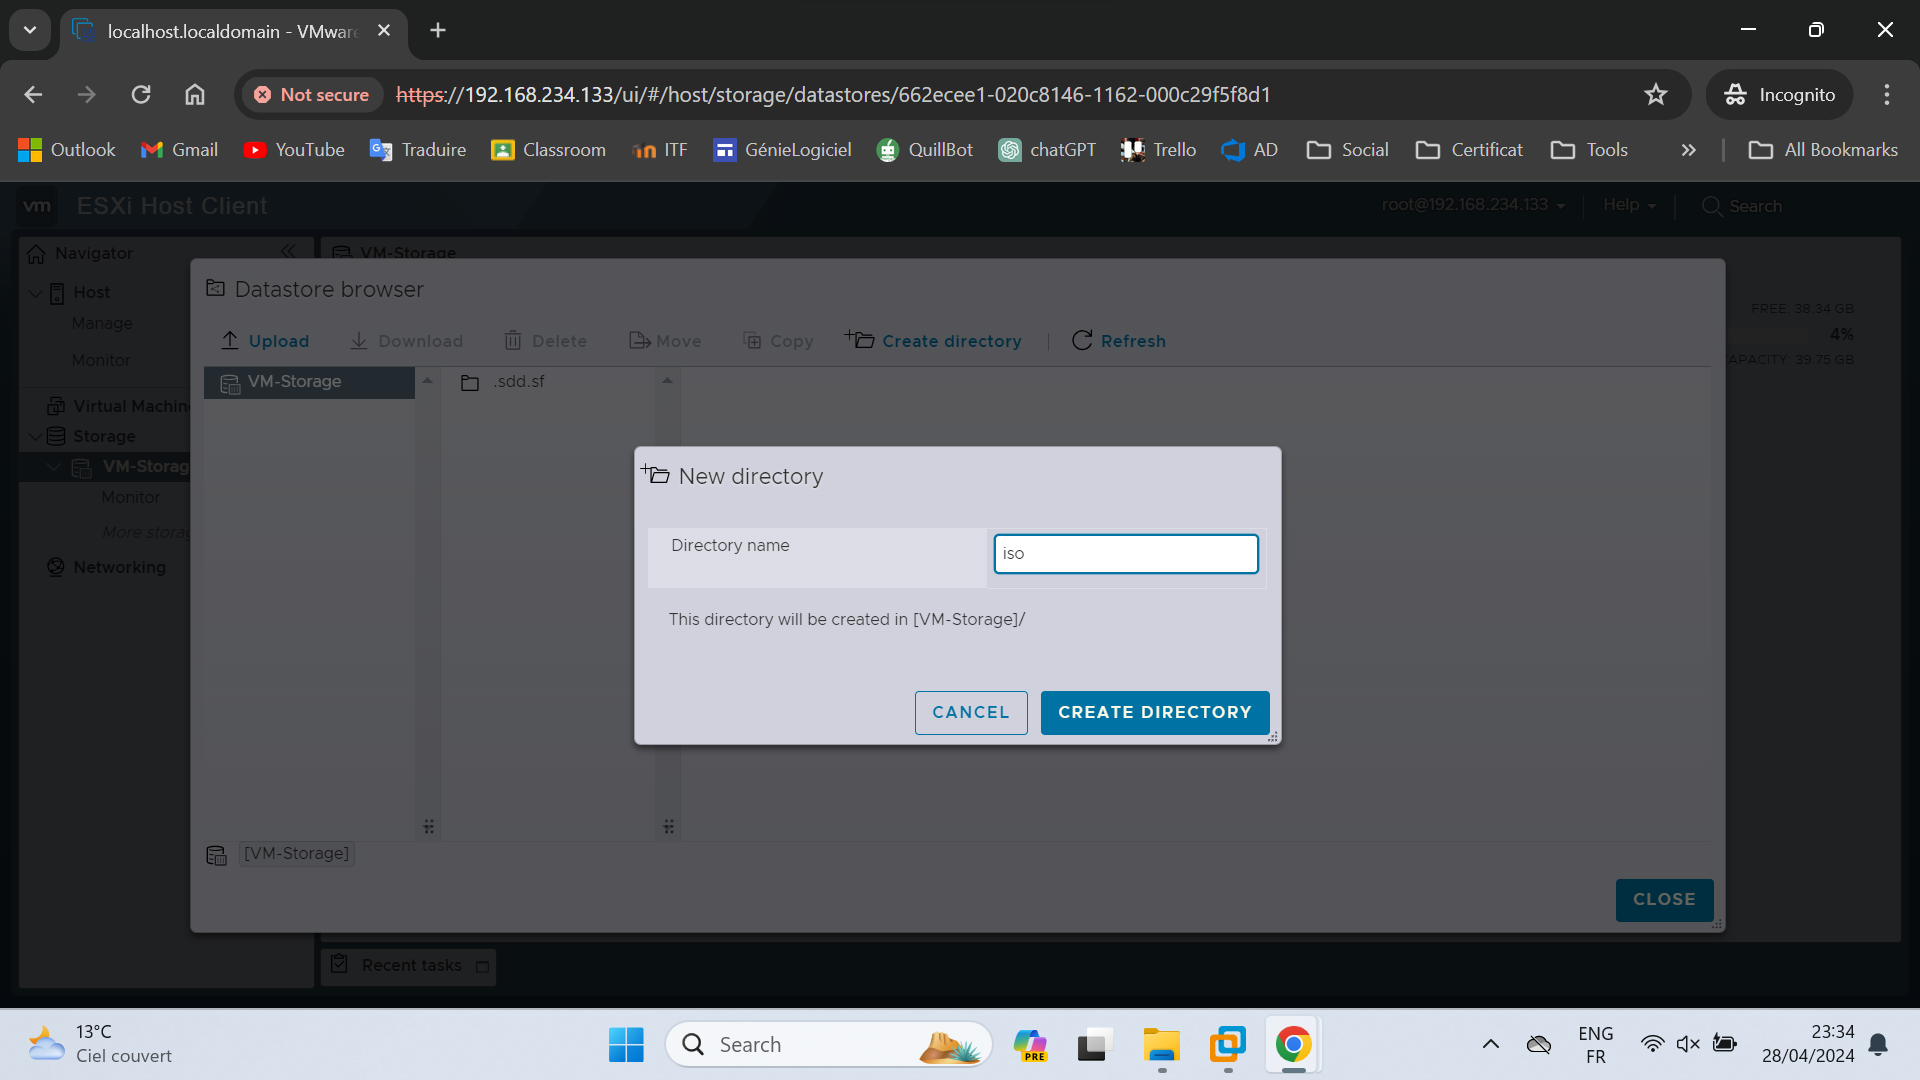 localhost.localdomain - VMware
Not secure
https://192.168.234.133/ui/#/host/storage/datastores/662ecee1-020c8146-1162-000c29f5f8d1
Incognito
Outlook
Gmail
YouTube
Traduire
Classroom
ITF
GénieLogiciel
QuillBot
chatGPT
Trello
AD
Social
Certificat
Tools
All Bookmarks
vm ESXi Host Client
root@192.168.234.133
Help
Search
Navigator
VM-Storage
Host
Manage
Monitor
Virtual Machin
Storage
VM-Storag
Monitor
More storag
Networking
FREE: 38.34 GB
4%
APACITY: 39.75 GB
Datastore browser
Upload
Download
Delete
Move
Copy
Create directory
Refresh
VM-Storage
.sdd.sf
New directory
Directory name
iso
This directory will be created in [VM-Storage]/
CANCEL
CREATE DIRECTORY
[VM-Storage]
CLOSE
Recent tasks
13°C
Ciel couvert
Search
PRE
ENG
FR
23:34
28/04/2024